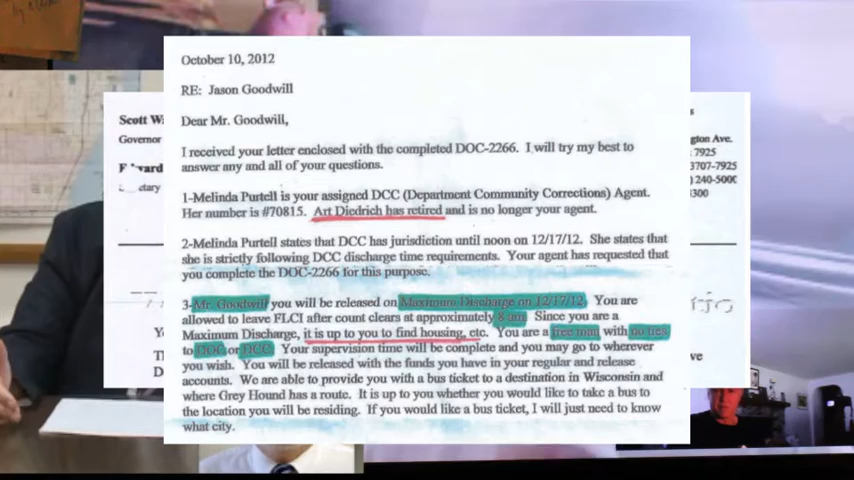 October 10, 2012
RE: Jason Goodwill
Dear Mr. Goodwill,
I received your letter enclosed with the completed DOC-2266. I will try my best to
answer any and all of your questions.
1-Melinda Purtell is your assigned DCC (Department Community Corrections) Agent.
Her number is #70815. Art Diedrich has retired and is no longer your agent.
2-Melinda Purtell states that DCC has jurisdiction until noon on 12/17/12. She states that
she is strictly following DCC discharge time requirements. Your agent has requested that
you complete the DOC-2266 for this purpose.
3-Mr. Goodwill you will be released on Maximum Discharge on 12/17/12. You are
allowed to leave FLCI after count clears at approximately 8 am. Since you are a
Maximum Discharge, it is up to you to find housing, etc. You are a free man with no ties
to DOC or DCC. Your supervision time will be complete and you may go to wherever
you wish. You will be released with the funds you have in your regular and release
accounts. We are able to provide you with a bus ticket to a destination in Wisconsin and
where Grey Hound has a route. It is up to you whether you would like to take a bus to
the location you will be residing. If you would like a bus ticket, I will just need to know
what city.
Scott
Governor
Ave.
7925
3707-7925
) 240-500
300